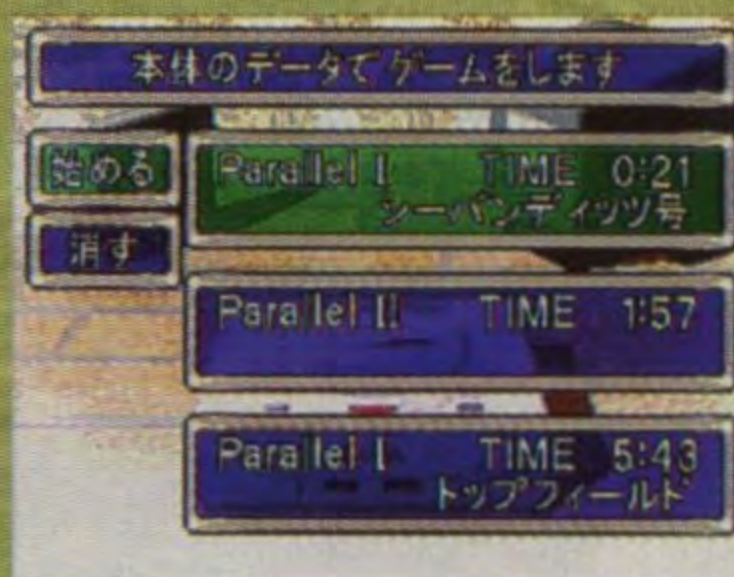 本体のデータでゲームをします
始める
消す
Parallel I TIME 0:21
シーバンディッツ号
Parallel II TIME 1:57
Parallel I TIME 5:43
トップフィールド